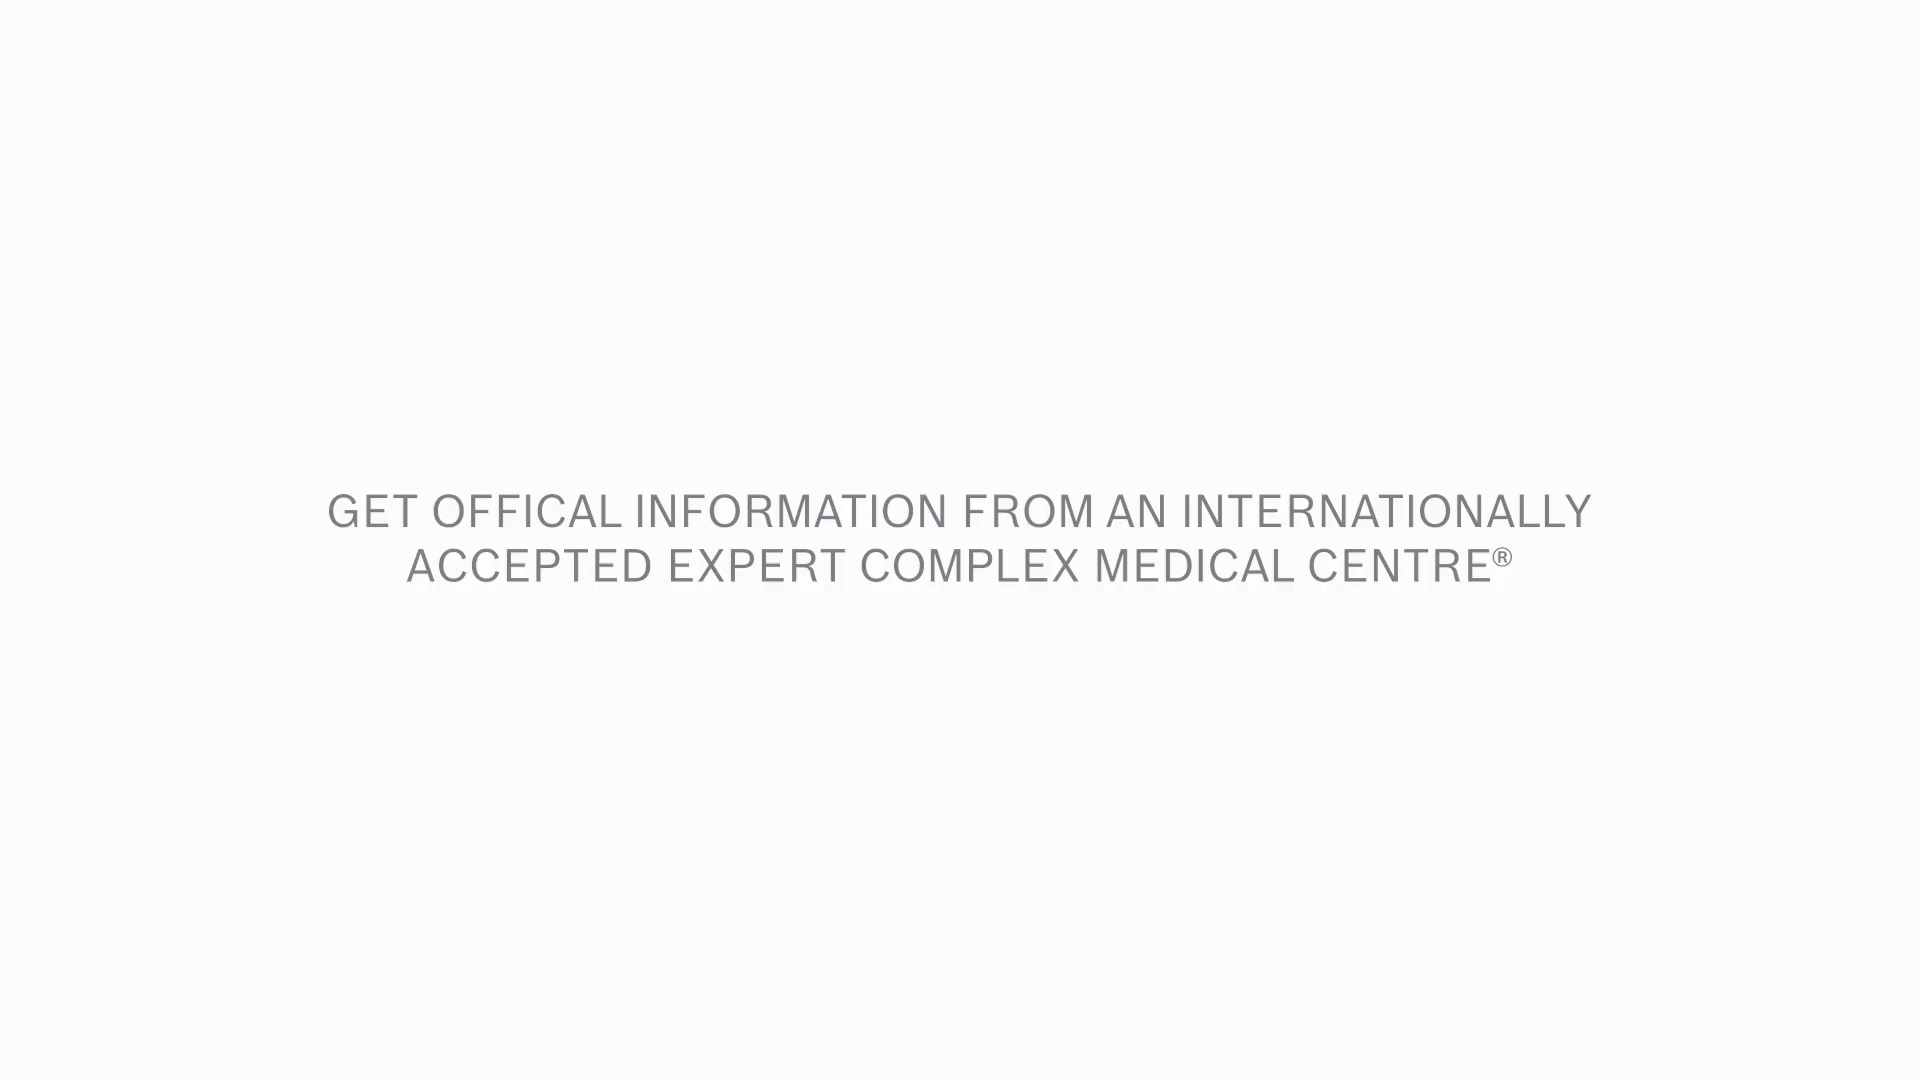 GET OFFICAL INFORMATION FROM AN INTERNATIONALLY
ACCEPTED EXPERT COMPLEX MEDICAL CENTRE®